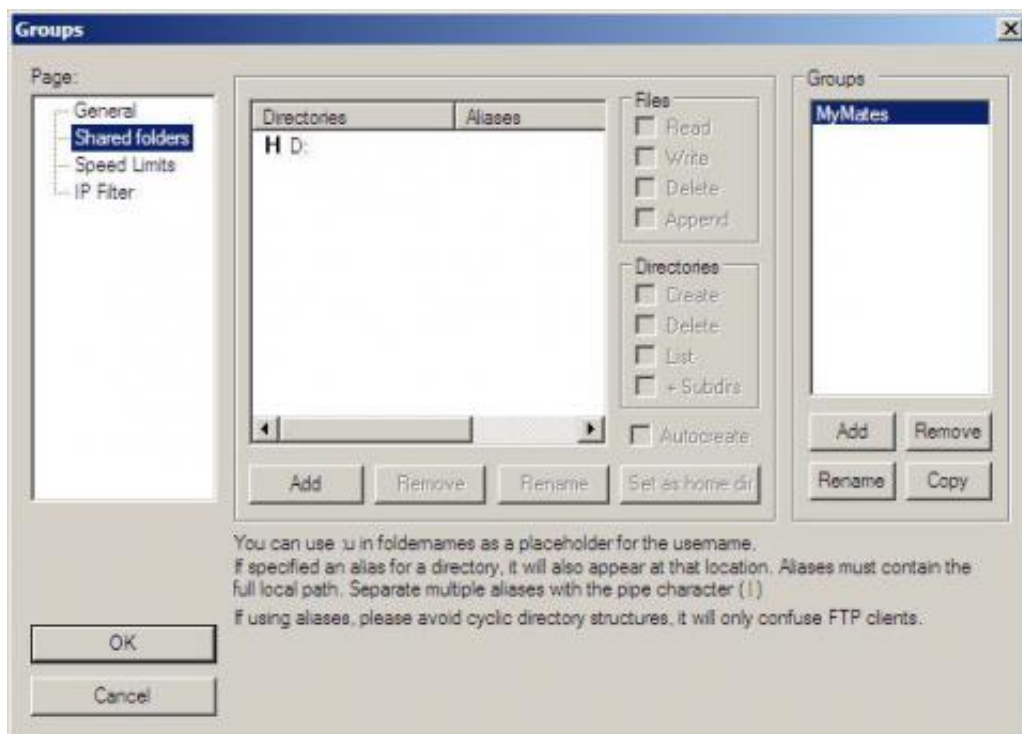 Groups
Page:
General
Shared folders
Speed Limits
IP Filter
Directories Aliases
H D:
Files
Read
Write
Delete
Append
Directories
Create
Delete
List
+ Subdirs
Autocreate
Add Remove Rename Set as home dir
Groups
MyMates
Add Remove
Rename Copy
You can use :u in foldernames as a placeholder for the username.
If specified an alias for a directory, it will also appear at that location. Aliases must contain the
full local path. Separate multiple aliases with the pipe character ( | )
If using aliases, please avoid cyclic directory structures, it will only confuse FTP clients.
OK
Cancel